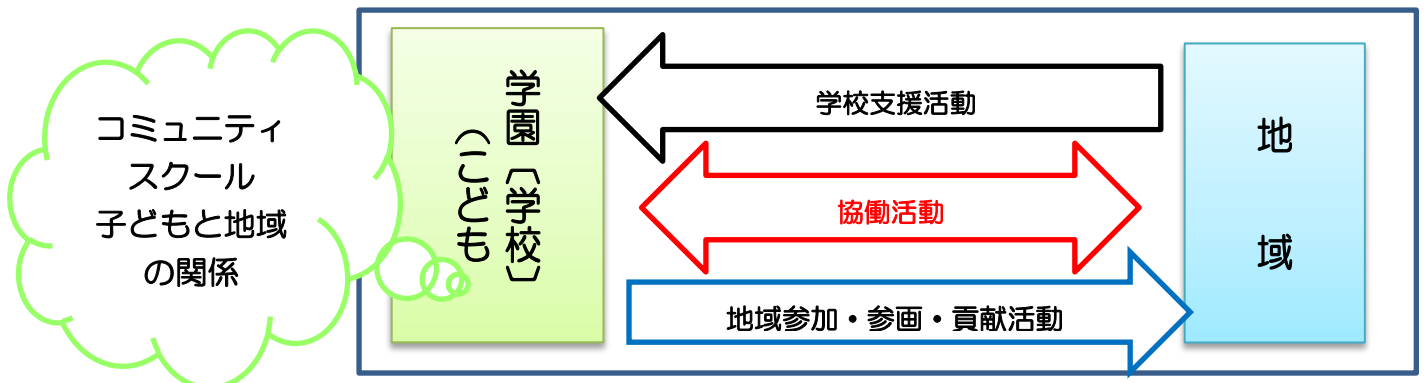 コミュニティ
スクール
子どもと地域
の関係
学園〔学校〕
（こども
学校支援活動
協働活動
地域参加・参画・貢献活動
地域